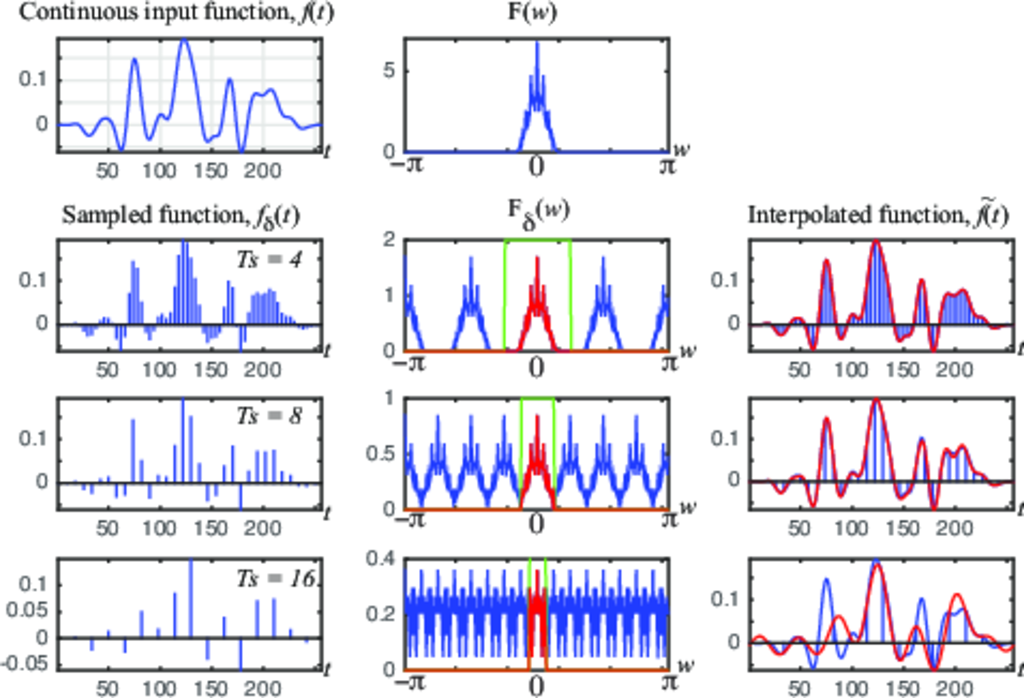 Continuous input function, f(t)
F(w)
0.1
0
50 100 150 200
t
5
0
−π 0 π
w
Sampled function, fδ(t)
Fδ(w)
Interpolated function, f̃(t)
Ts = 4
0.1
0
50 100 150 200
t
2
1
0
−π 0 π
w
0.1
0
50 100 150 200
t
Ts = 8
0.1
0
50 100 150 200
t
1
0.5
0
−π 0 π
w
0.1
0
50 100 150 200
t
Ts = 16
0.1
0.05
0
-0.05
50 100 150 200
t
0.4
0.2
0
−π 0 π
w
0.1
0
50 100 150 200
t